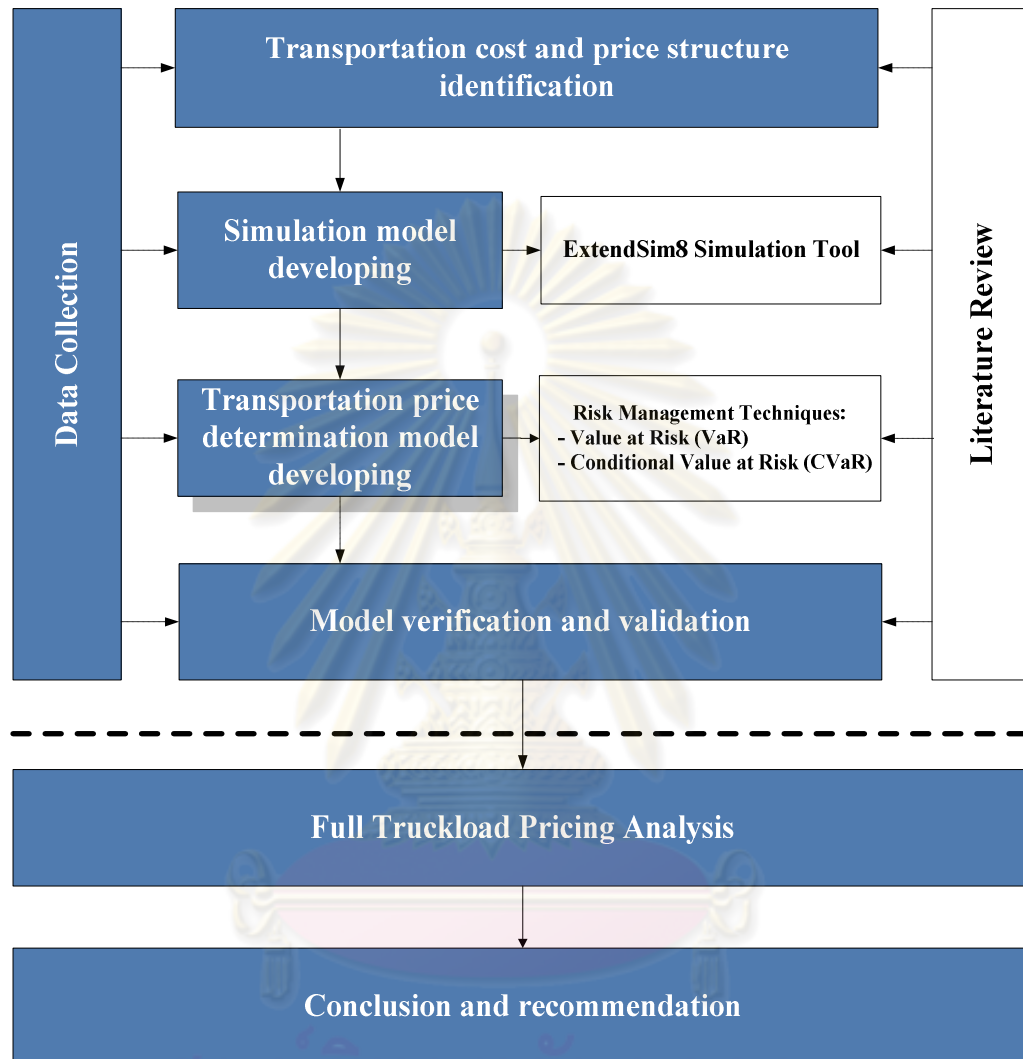 Transportation cost and price structure
identification
Data Collection
Literature Review
Simulation model
developing
ExtendSim8 Simulation Tool
Transportation price
determination model
developing
Risk Management Techniques:
- Value at Risk (VaR)
- Conditional Value at Risk (CVaR)
Model verification and validation
Full Truckload Pricing Analysis
Conclusion and recommendation